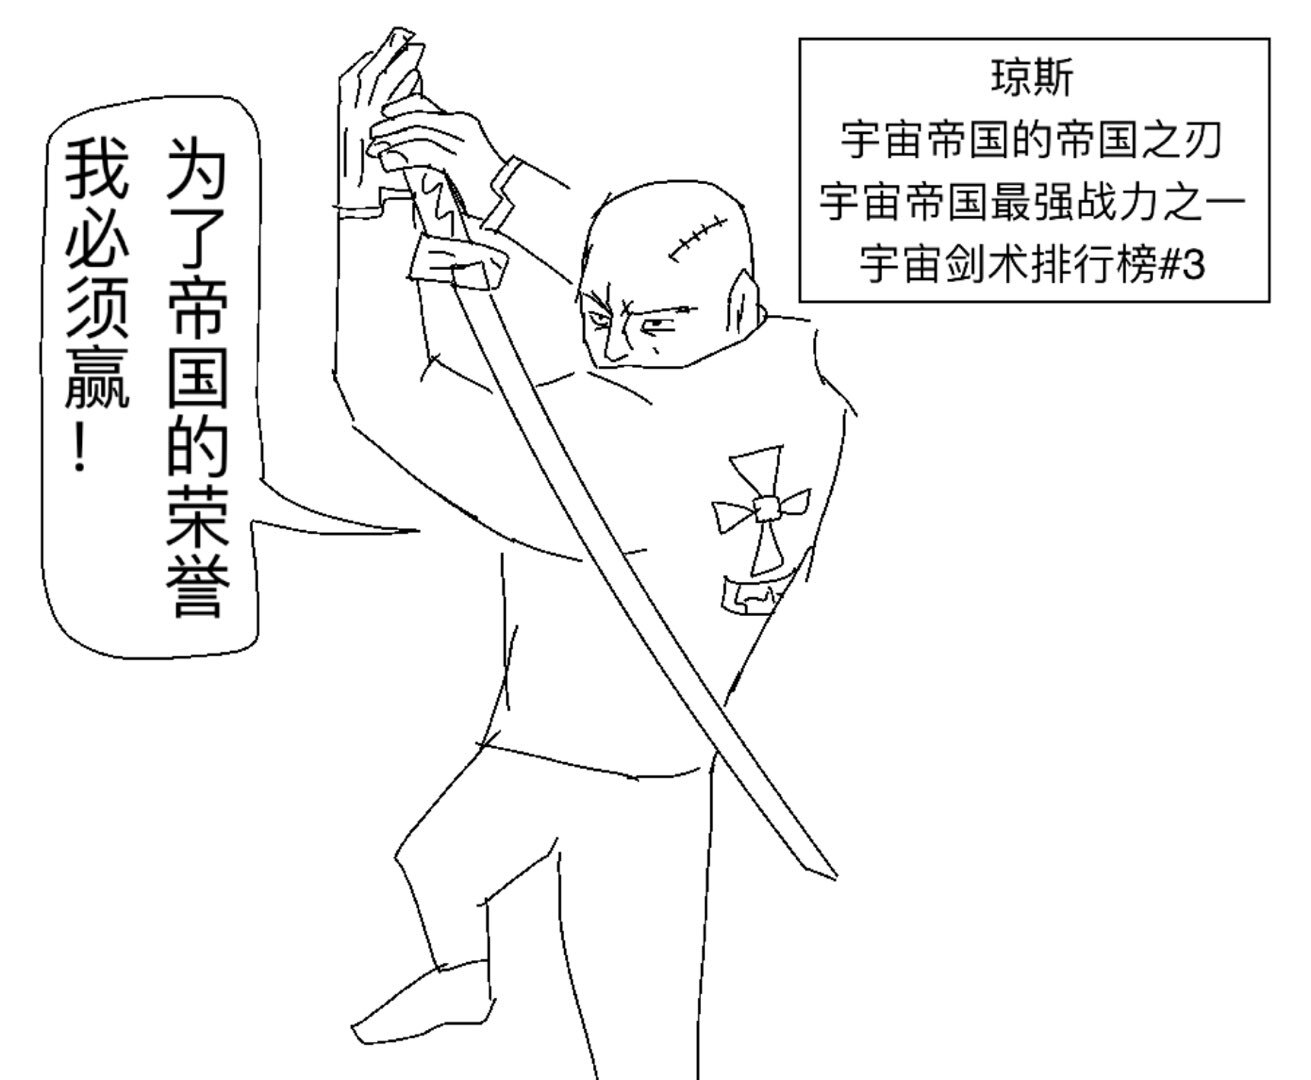 为了帝国的荣誉
我必须赢！
琼斯
宇宙帝国的帝国之刃
宇宙帝国最强战力之一
宇宙剑术排行榜#3